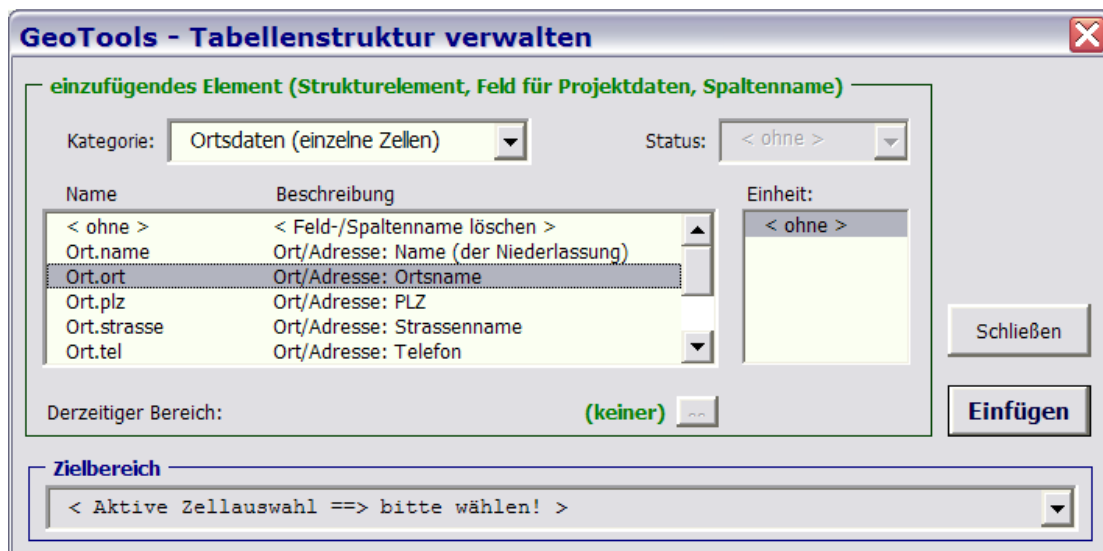 GeoTools - Tabellenstruktur verwalten
einzufügendes Element (Strukturelement, Feld für Projektdaten, Spaltenname)
Kategorie: Ortsdaten (einzelne Zellen) Status: < ohne >
Name Beschreibung Einheit:
< ohne > < Feld-/Spaltenname löschen > < ohne >
Ort.name Ort/Adresse: Name (der Niederlassung)
Ort.ort Ort/Adresse: Ortsname
Ort.plz Ort/Adresse: PLZ
Ort.strasse Ort/Adresse: Strassenname
Ort.tel Ort/Adresse: Telefon
Schließen
Derzeitiger Bereich: (keiner) ...
Einfügen
Zielbereich
< Aktive Zellauswahl ==> bitte wählen! >